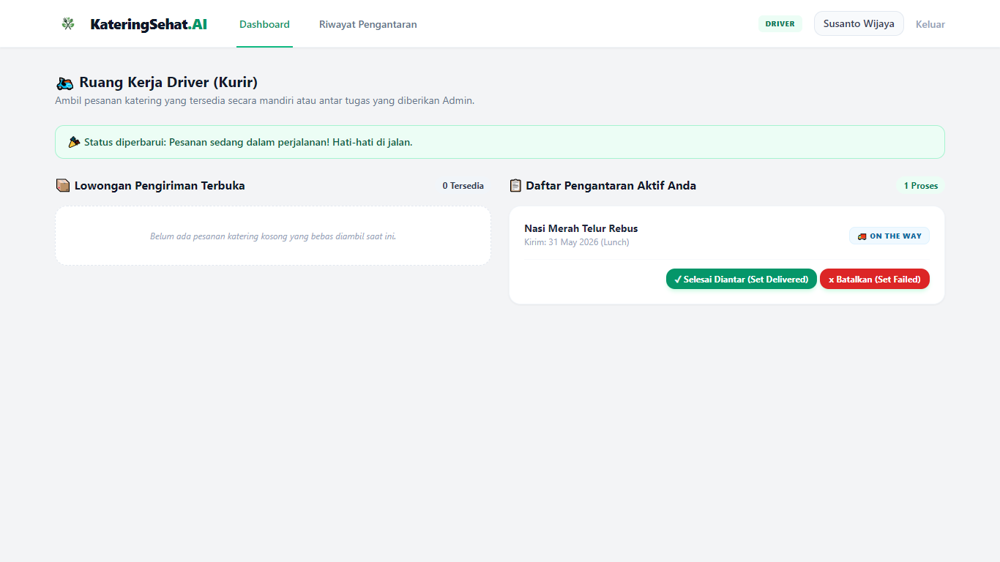 KateringSehat.AI
Dashboard
Riwayat Pengantaran
DRIVER
Susanto Wijaya
Keluar
Ruang Kerja Driver (Kurir)
Ambil pesanan katering yang tersedia secara mandiri atau antar tugas yang diberikan Admin.
Status diperbarui: Pesanan sedang dalam perjalanan! Hati-hati di jalan.
Lowongan Pengiriman Terbuka
0 Tersedia
Belum ada pesanan katering kosong yang bebas diambil saat ini.
Daftar Pengantaran Aktif Anda
1 Proses
Nasi Merah Telur Rebus
Kirim: 31 May 2026 (Lunch)
ON THE WAY
✓ Selesai Diantar (Set Delivered)
x Batalkan (Set Failed)